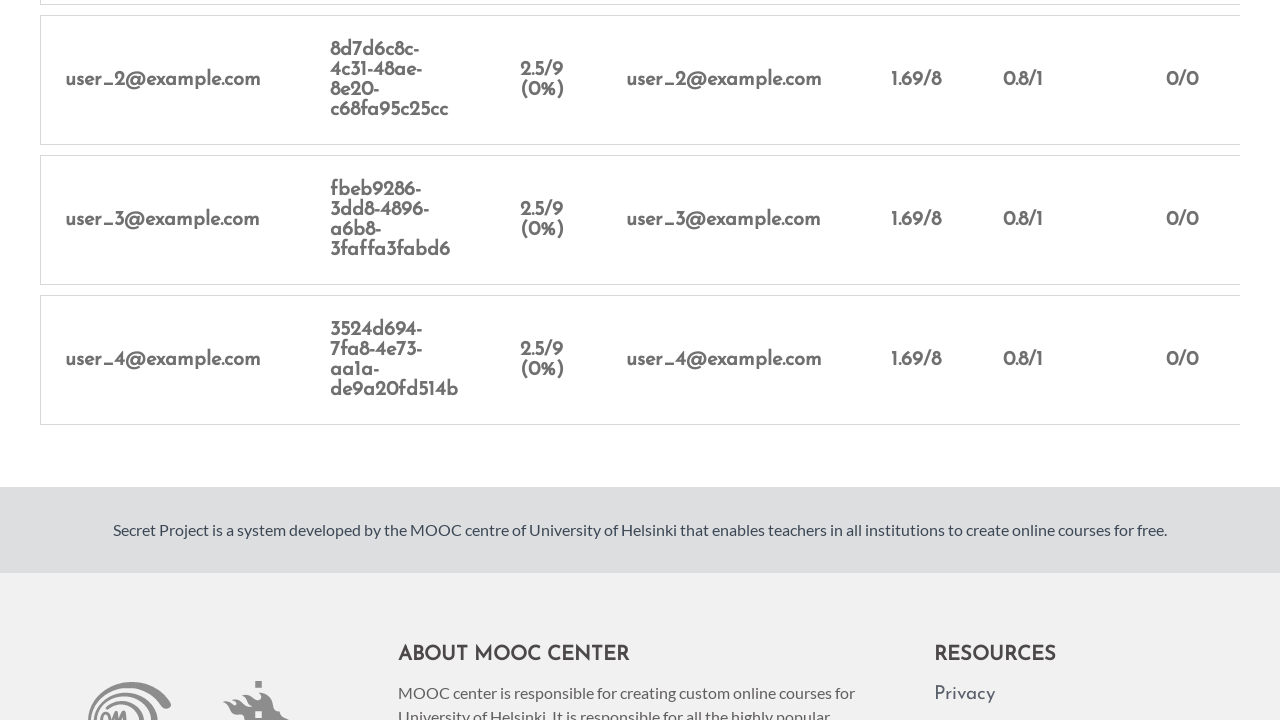 user_2@example.com
8d7d6c8c-
4c31-48ae-
8e20-
c68fa95c25cc
2.5/9
(0%)
user_2@example.com
1.69/8
0.8/1
0/0
user_3@example.com
fbeb9286-
3dd8-4896-
a6b8-
3faffa3fabd6
2.5/9
(0%)
user_3@example.com
1.69/8
0.8/1
0/0
user_4@example.com
3524d694-
7fa8-4e73-
aa1a-
de9a20fd514b
2.5/9
(0%)
user_4@example.com
1.69/8
0.8/1
0/0
Secret Project is a system developed by the MOOC centre of University of Helsinki that enables teachers in all institutions to create online courses for free.
ABOUT MOOC CENTER
MOOC center is responsible for creating custom online courses for
University of Helsinki. It is responsible for all the highly popular
RESOURCES
Privacy